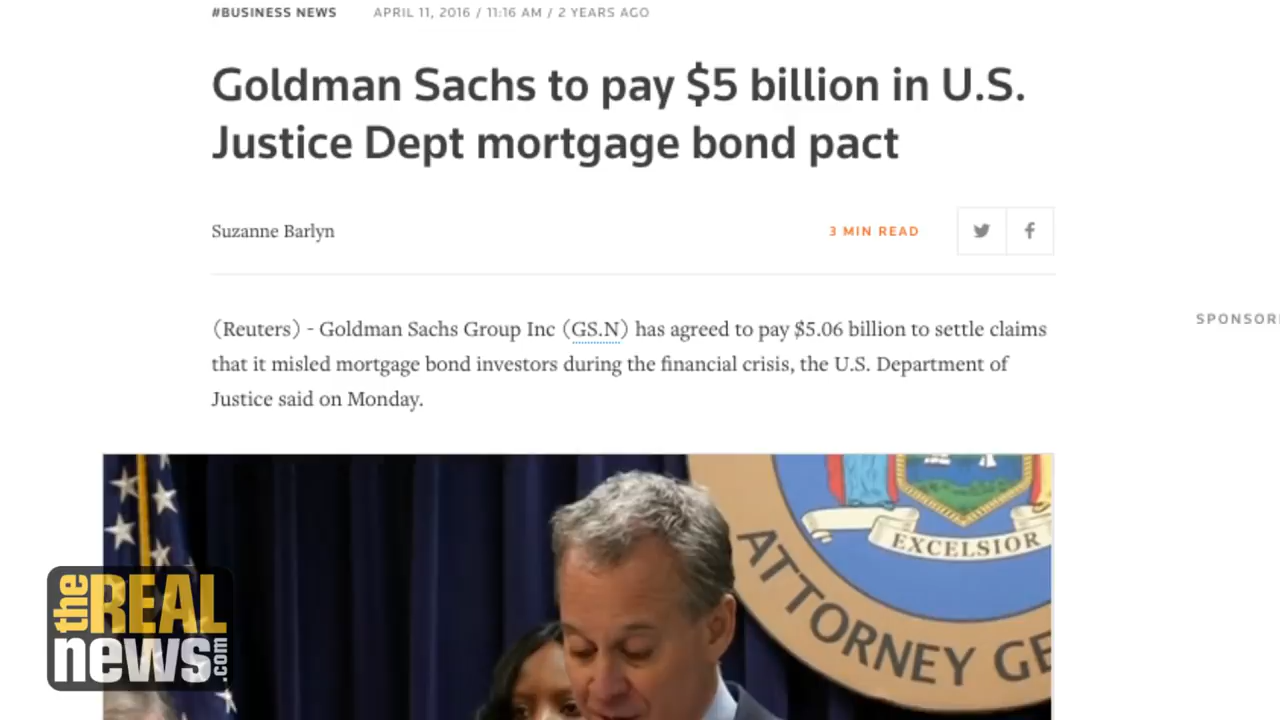 #BUSINESS NEWS APRIL 11, 2016 / 11:16 AM / 2 YEARS AGO
Goldman Sachs to pay $5 billion in U.S.
Justice Dept mortgage bond pact
Suzanne Barlyn
3 MIN READ
(Reuters) - Goldman Sachs Group Inc (GS.N) has agreed to pay $5.06 billion to settle claims
that it misled mortgage bond investors during the financial crisis, the U.S. Department of
Justice said on Monday.
SPONSOR
EXCELSIOR
ATTORNEY GE
the REAL
news.com